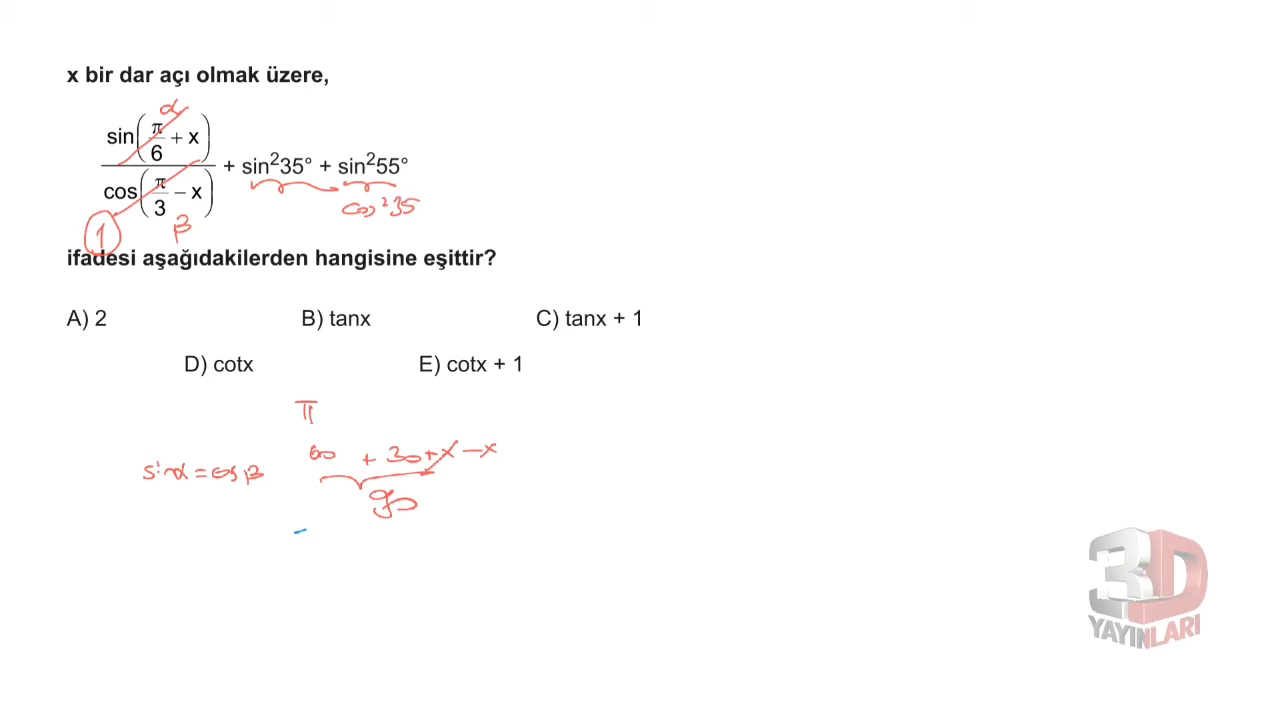 x bir dar açı olmak üzere,
α
sin(π/6 + x)
/ cos(π/3 − x) + sin²35° + sin²55°
cos²35
1
β
ifadesi aşağıdakilerden hangisine eşittir?
A) 2 B) tanx C) tanx + 1
D) cotx E) cotx + 1
π
60 + 30+x −x
sinα = cosβ
90
3D
YAYINLARI